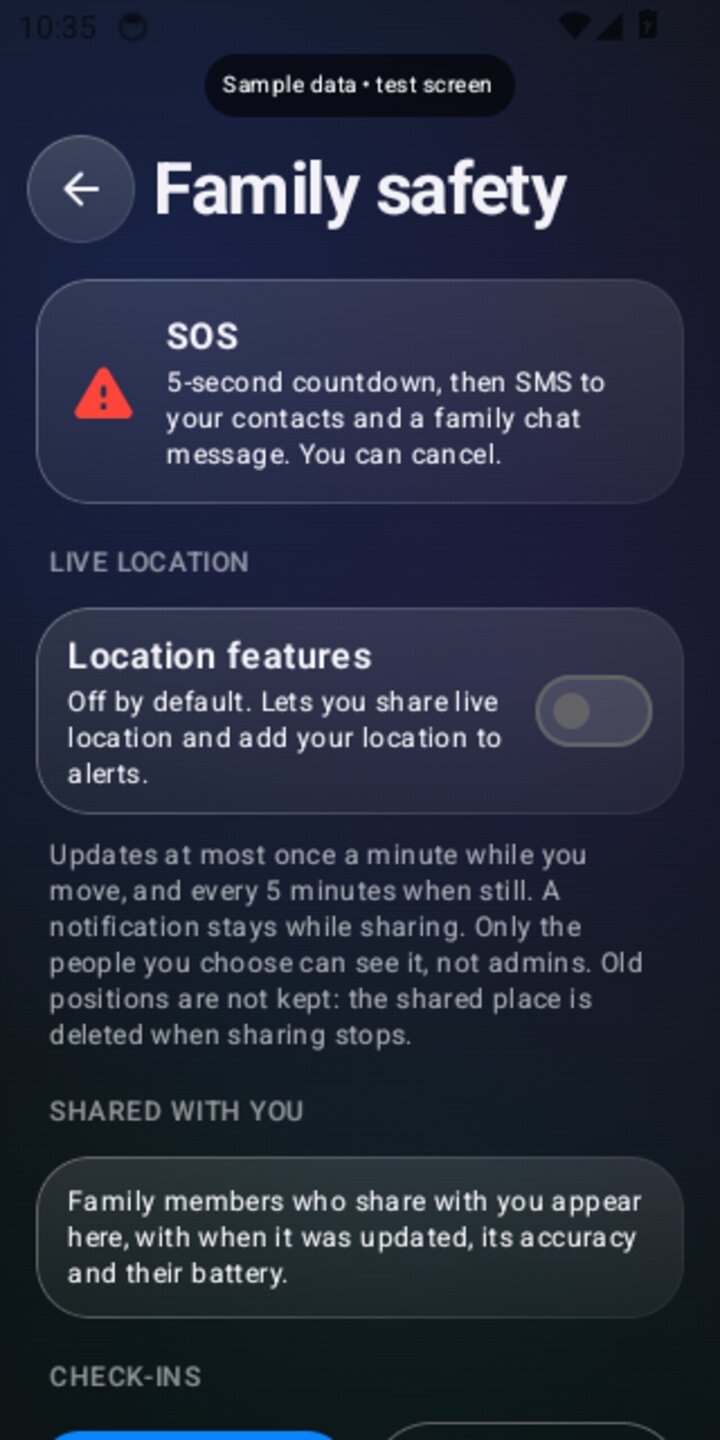 10:35
Sample data • test screen
Family safety
SOS
5-second countdown, then SMS to
your contacts and a family chat
message. You can cancel.
LIVE LOCATION
Location features
Off by default. Lets you share live
location and add your location to
alerts.
Updates at most once a minute while you
move, and every 5 minutes when still. A
notification stays while sharing. Only the
people you choose can see it, not admins. Old
positions are not kept: the shared place is
deleted when sharing stops.
SHARED WITH YOU
Family members who share with you appear
here, with when it was updated, its accuracy
and their battery.
CHECK-INS